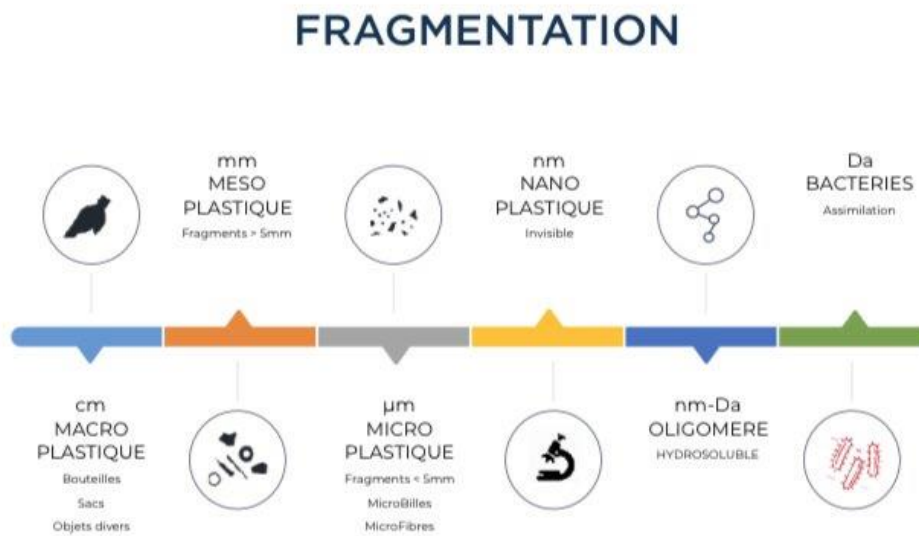 FRAGMENTATION
cm
MACRO
PLASTIQUE
Bouteilles
Sacs
Objets divers
mm
MESO
PLASTIQUE
Fragments > 5mm
µm
MICRO
PLASTIQUE
Fragments < 5mm
MicroBilles
MicroFibres
nm
NANO
PLASTIQUE
Invisible
nm-Da
OLIGOMERE
HYDROSOLUBLE
Da
BACTERIES
Assimilation